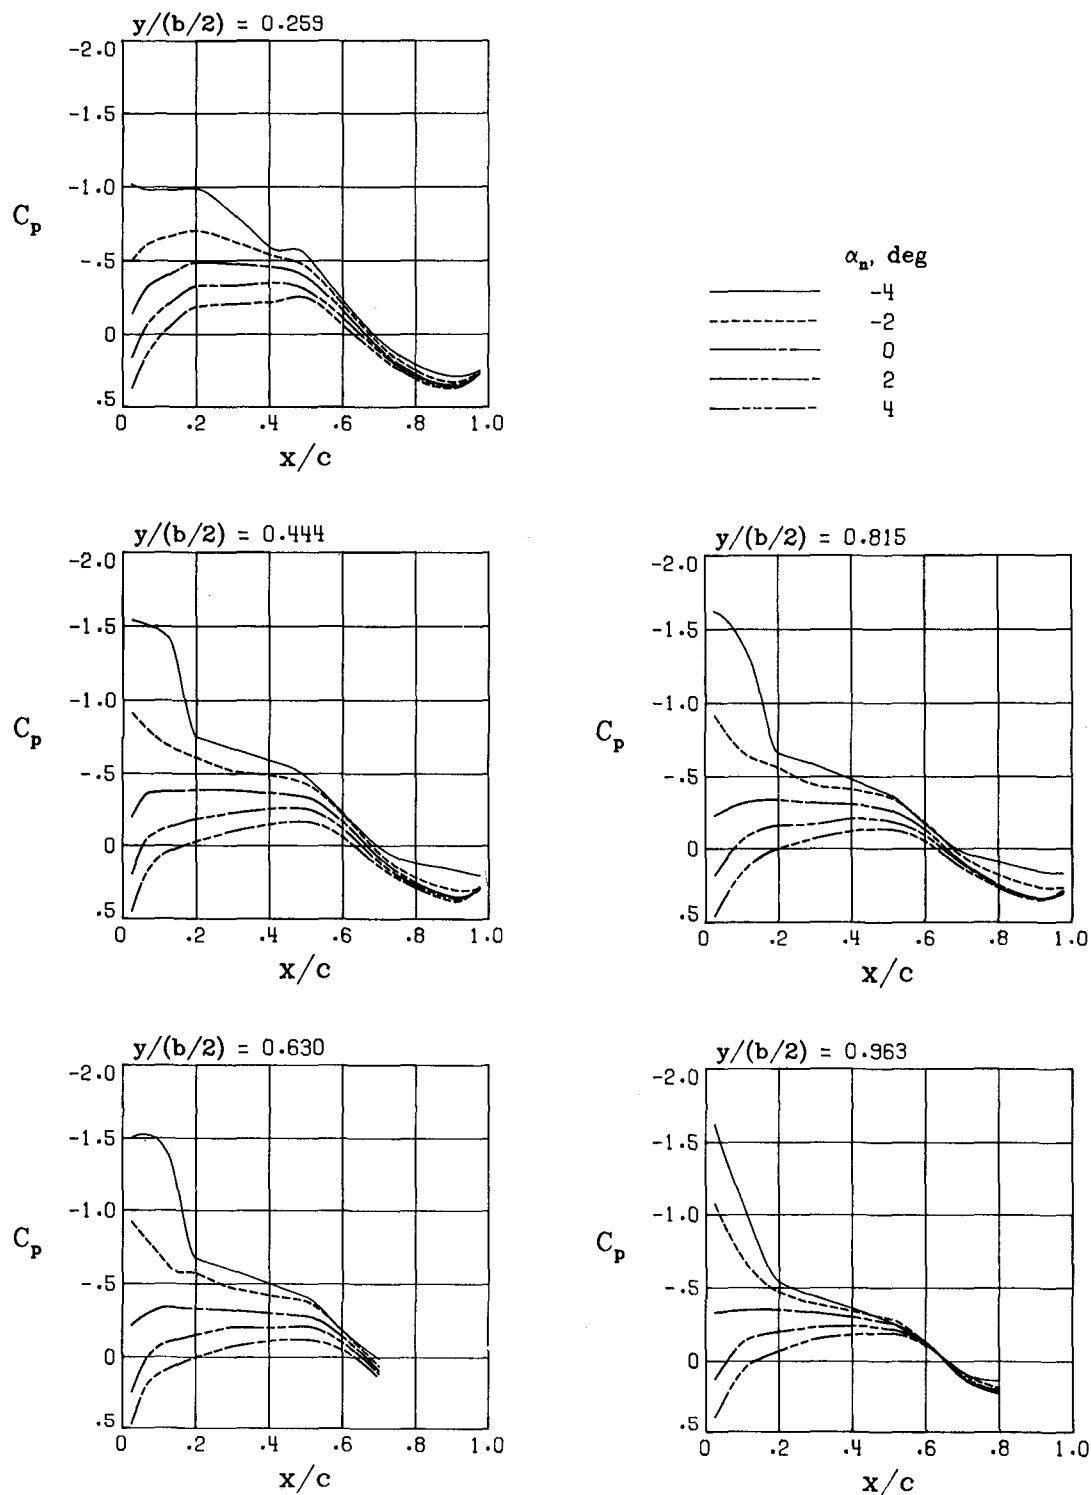 y/(b/2) = 0.259
-2.0
-1.5
-1.0
-.5
0
.5
C_p
0 .2 .4 .6 .8 1.0
x/c
α_n, deg
-4
-2
0
2
4
y/(b/2) = 0.444
-2.0
-1.5
-1.0
-.5
0
.5
C_p
0 .2 .4 .6 .8 1.0
x/c
y/(b/2) = 0.815
-2.0
-1.5
-1.0
-.5
0
.5
C_p
0 .2 .4 .6 .8 1.0
x/c
y/(b/2) = 0.630
-2.0
-1.5
-1.0
-.5
0
.5
C_p
0 .2 .4 .6 .8 1.0
x/c
y/(b/2) = 0.963
-2.0
-1.5
-1.0
-.5
0
.5
C_p
0 .2 .4 .6 .8 1.0
x/c